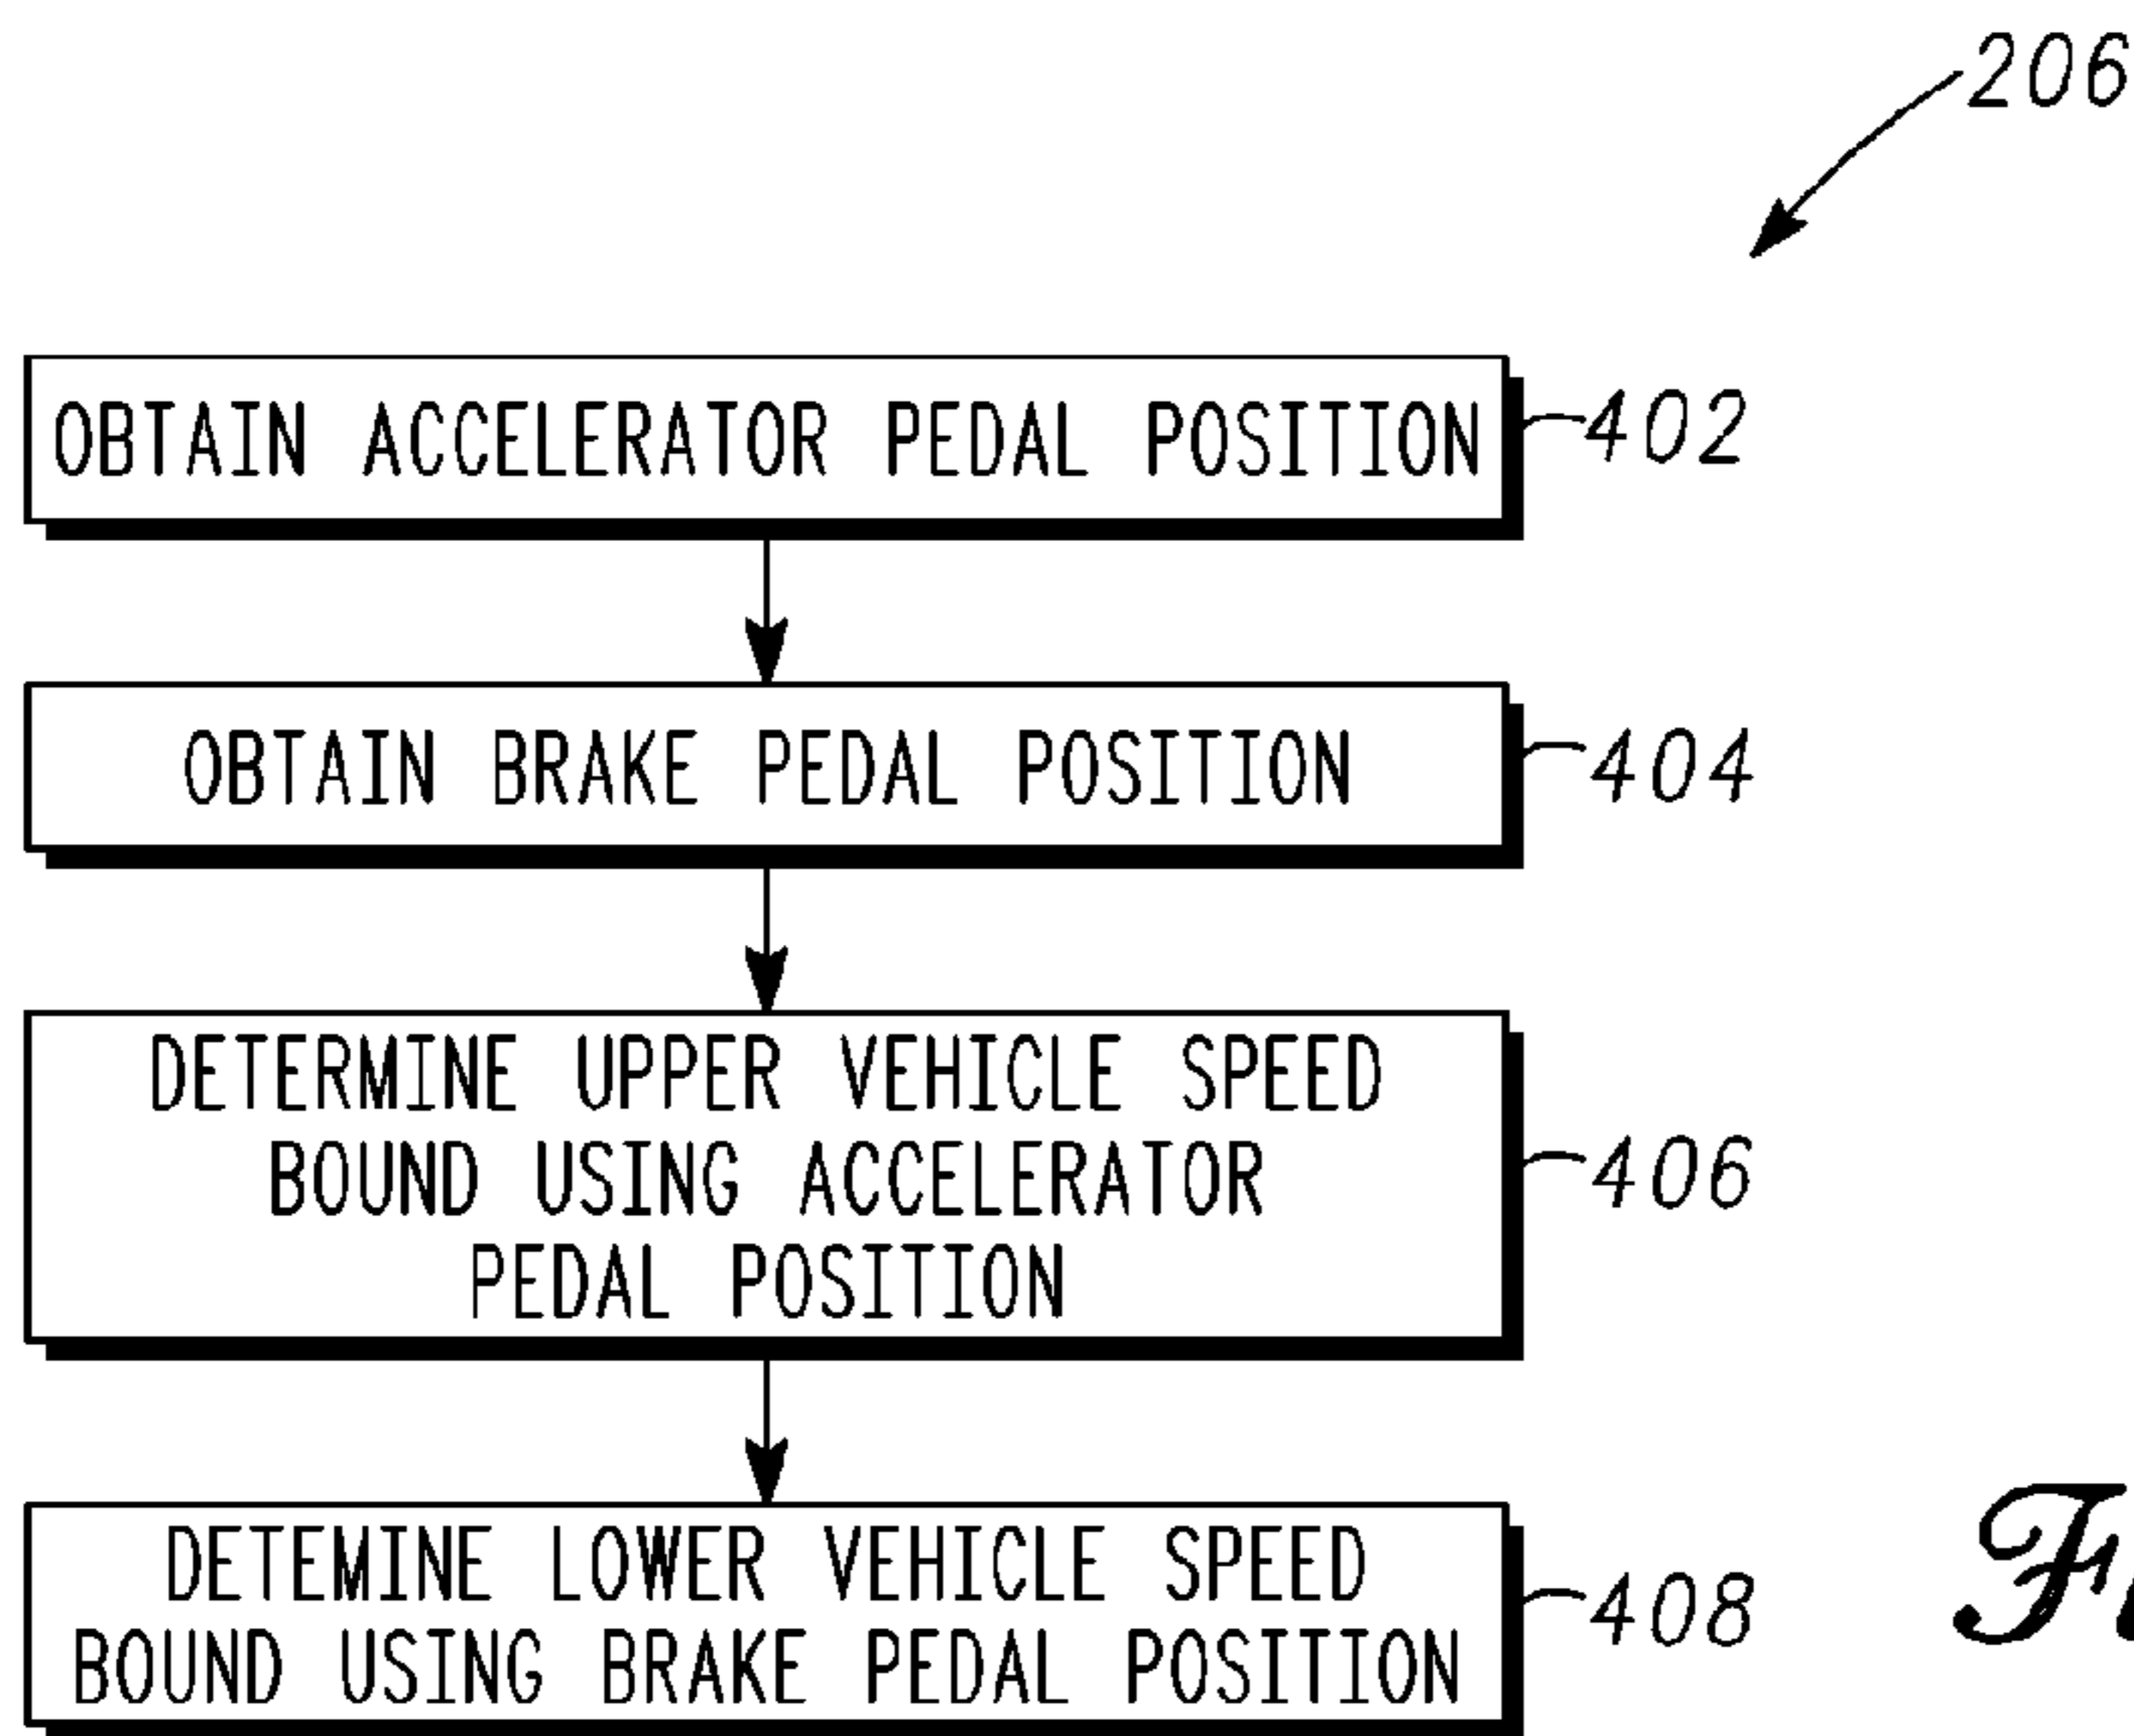 206
OBTAIN ACCELERATOR PEDAL POSITION
402
OBTAIN BRAKE PEDAL POSITION
404
DETERMINE UPPER VEHICLE SPEED
BOUND USING ACCELERATOR
PEDAL POSITION
406
DETEMINE LOWER VEHICLE SPEED
BOUND USING BRAKE PEDAL POSITION
408